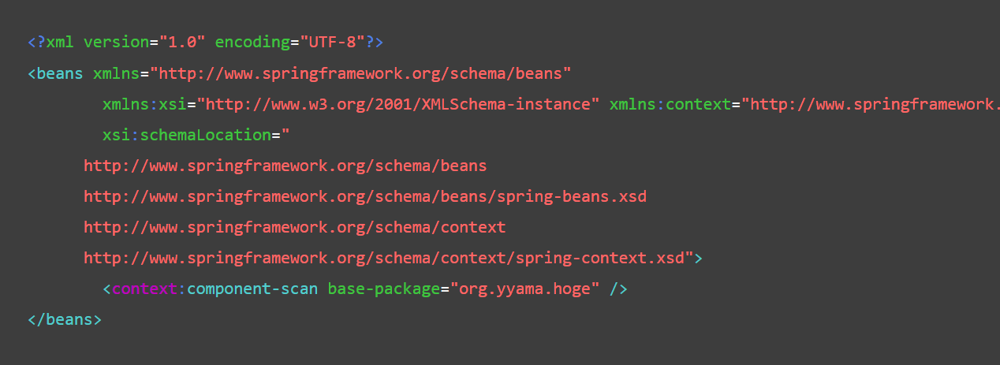 <?xml version="1.0" encoding="UTF-8"?>
<beans xmlns="http://www.springframework.org/schema/beans"
xmlns:xsi="http://www.w3.org/2001/XMLSchema-instance" xmlns:context="http://www.springframework.
xsi:schemaLocation="
http://www.springframework.org/schema/beans
http://www.springframework.org/schema/beans/spring-beans.xsd
http://www.springframework.org/schema/context
http://www.springframework.org/schema/context/spring-context.xsd">
<context:component-scan base-package="org.yyama.hoge" />
</beans>